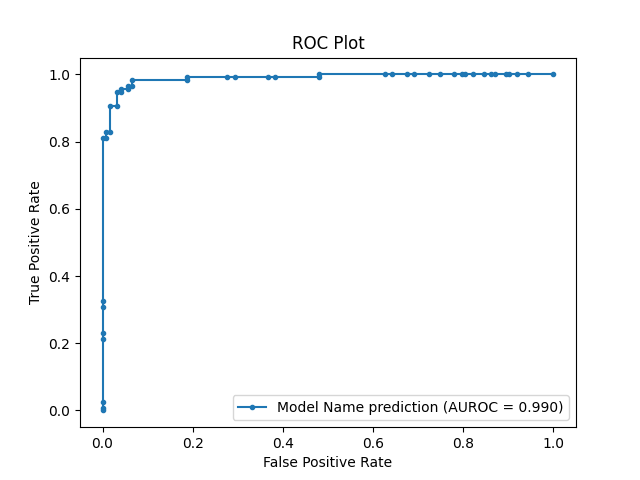 ROC Plot
True Positive Rate
1.0
0.8
0.6
0.4
0.2
0.0
Model Name prediction (AUROC = 0.990)
0.0 0.2 0.4 0.6 0.8 1.0
False Positive Rate